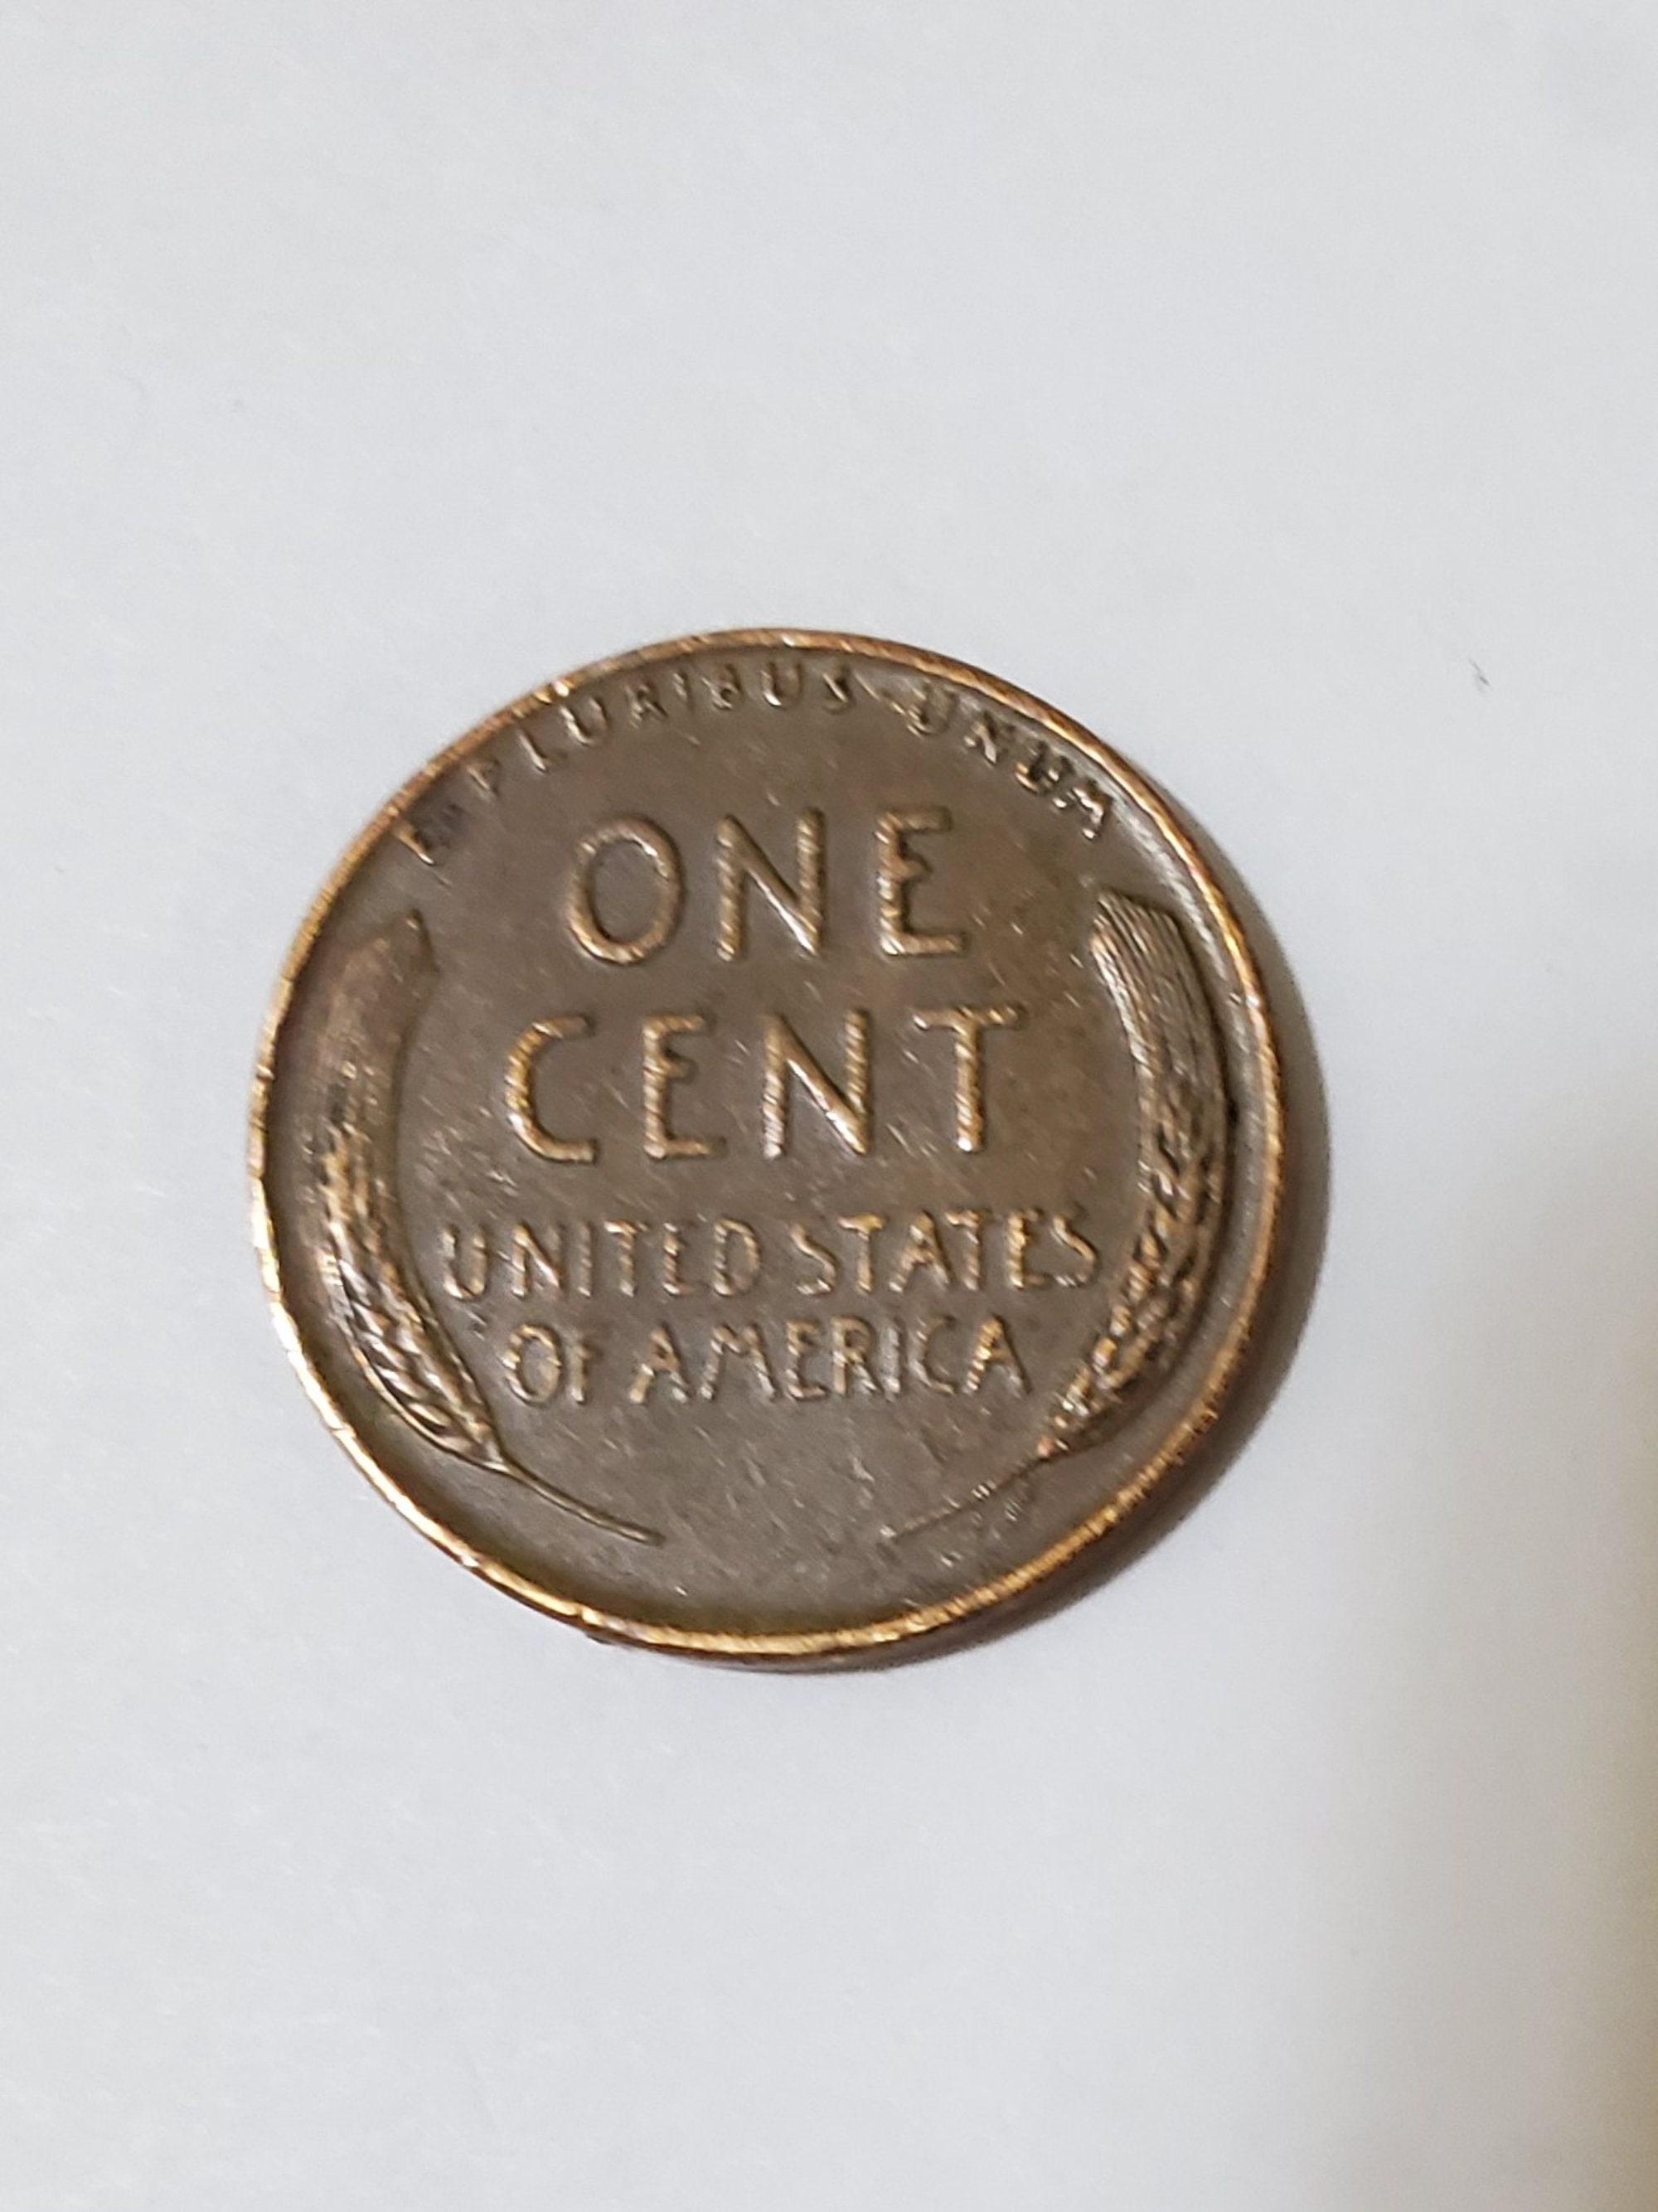 E·PLURIBUS·UNUM
ONE
CENT
UNITED STATES
OF AMERICA